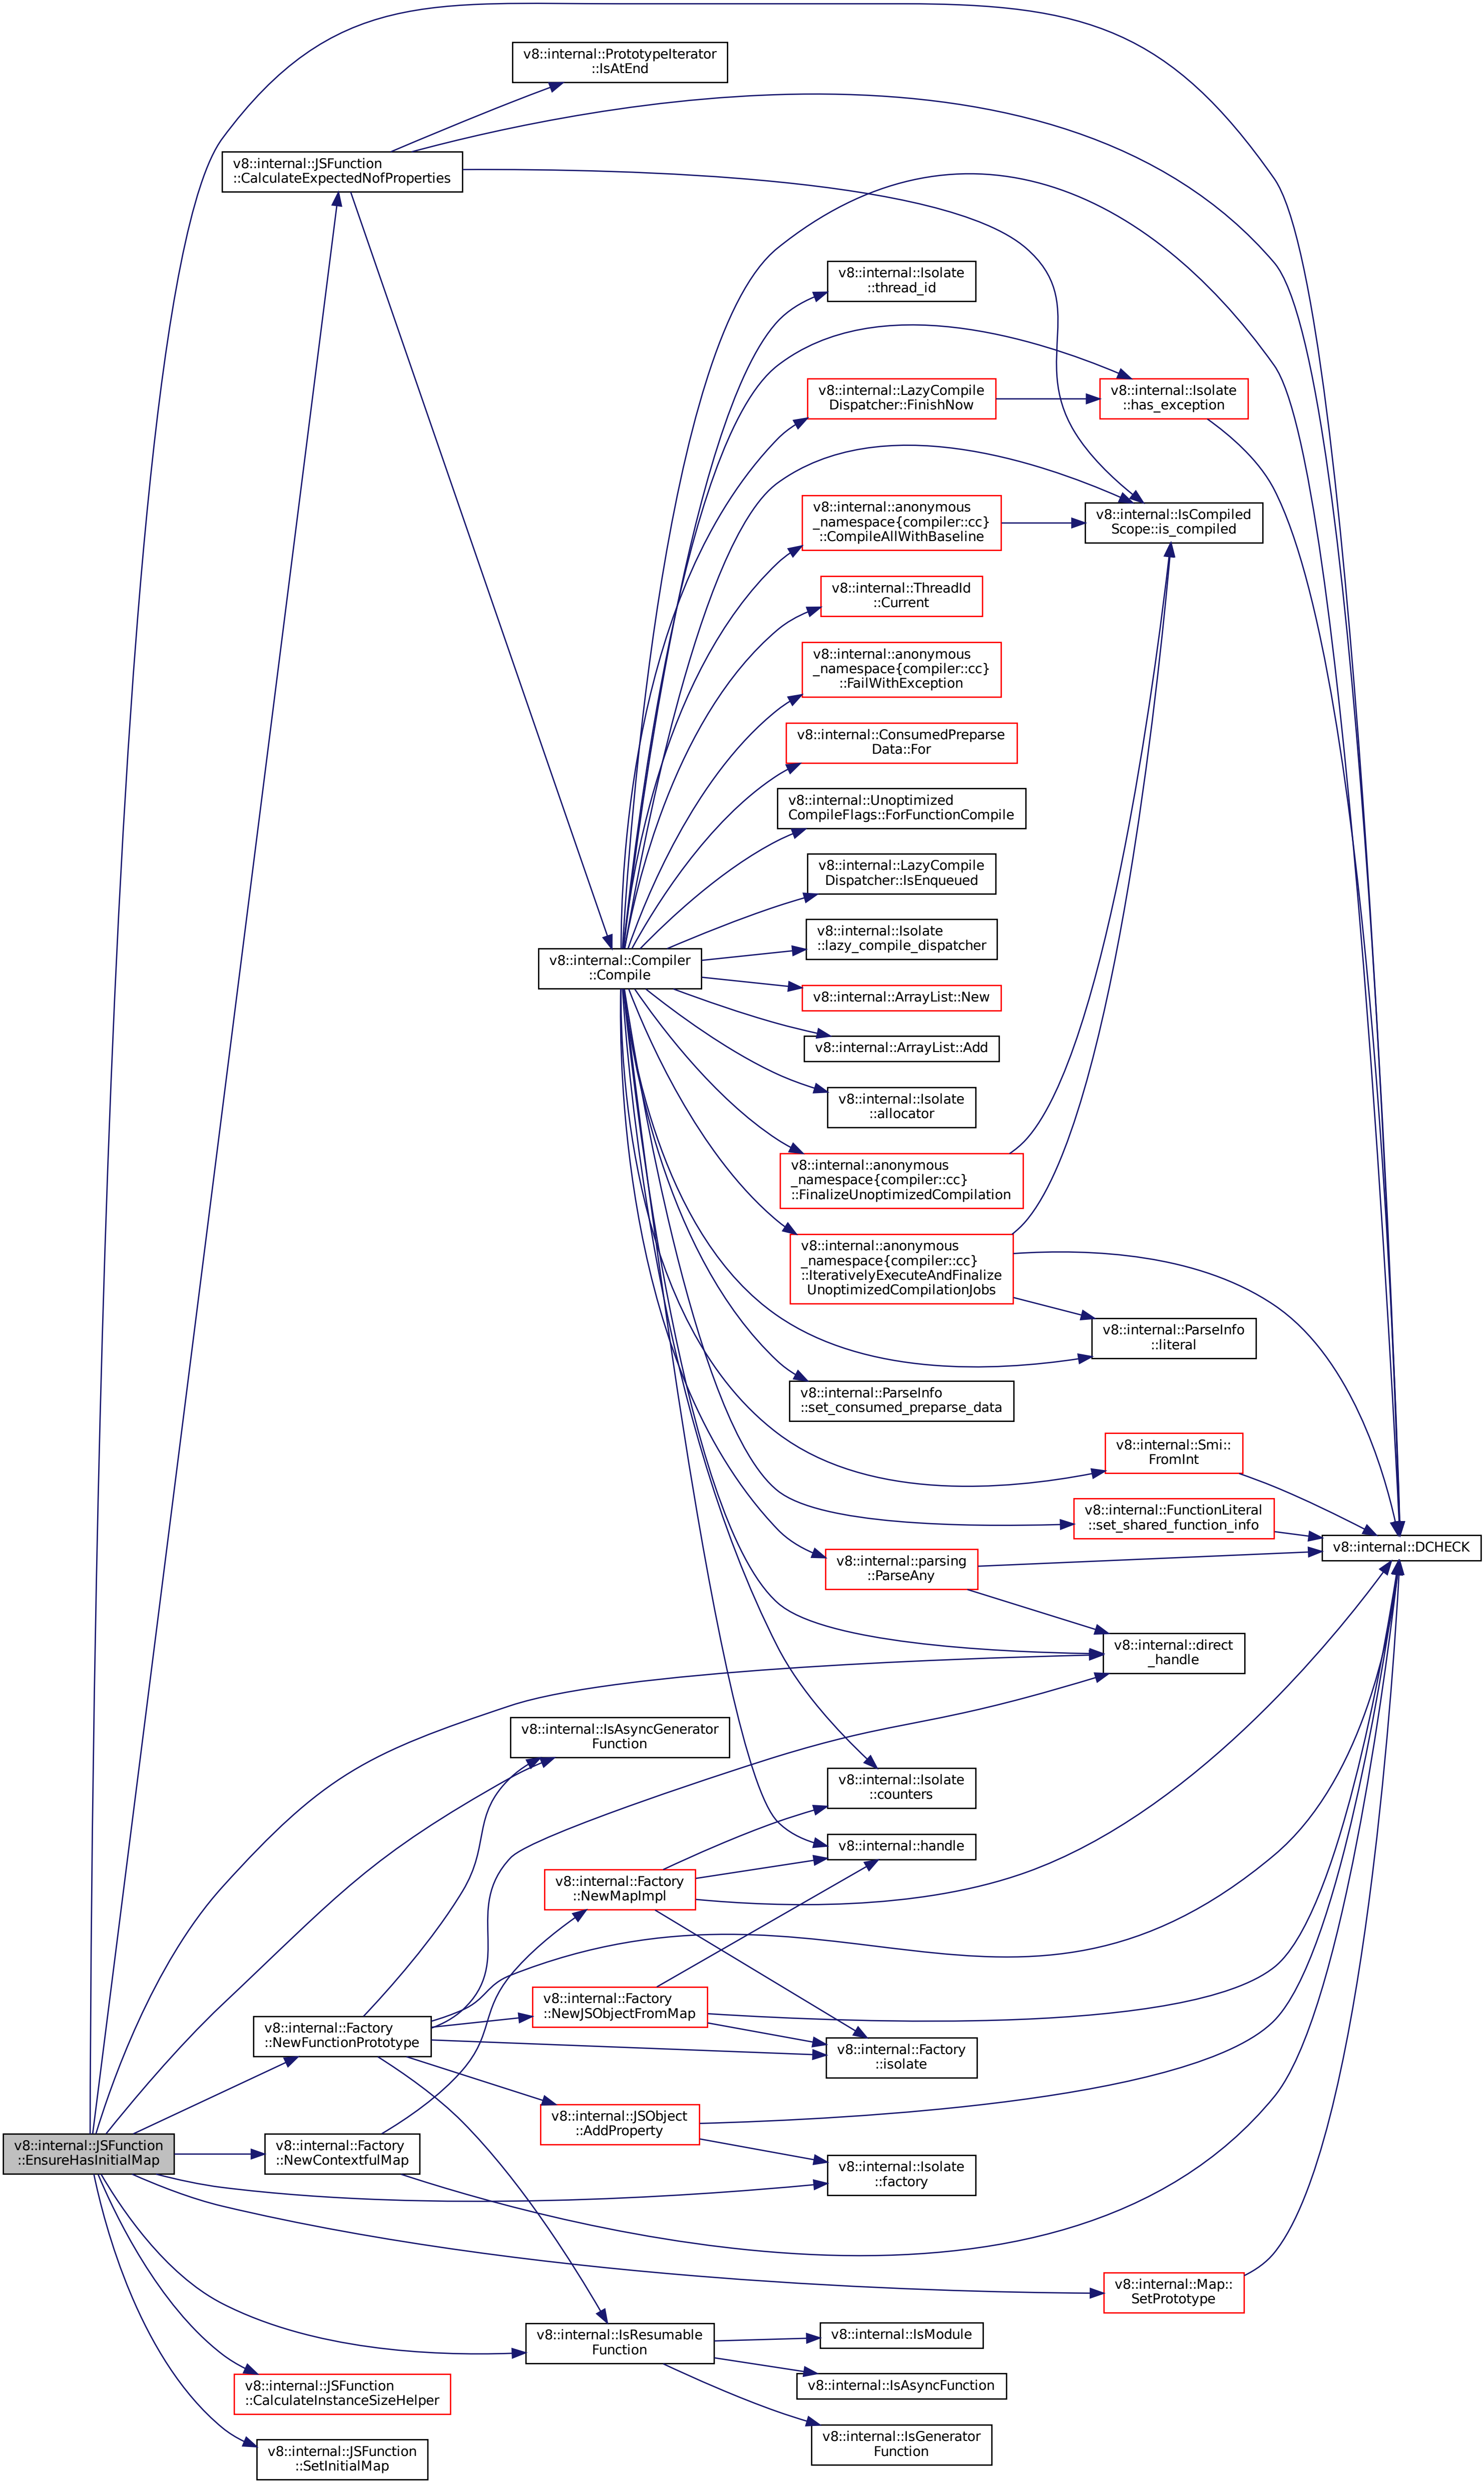 v8::internal::PrototypeIterator
::IsAtEnd
v8::internal::JSFunction
::CalculateExpectedNofProperties
v8::internal::Isolate
::thread_id
v8::internal::LazyCompile
Dispatcher::FinishNow
v8::internal::Isolate
::has_exception
v8::internal::anonymous
_namespace{compiler::cc}
::CompileAllWithBaseline
v8::internal::IsCompiled
Scope::is_compiled
v8::internal::ThreadId
::Current
v8::internal::anonymous
_namespace{compiler::cc}
::FailWithException
v8::internal::ConsumedPreparse
Data::For
v8::internal::Unoptimized
CompileFlags::ForFunctionCompile
v8::internal::LazyCompile
Dispatcher::IsEnqueued
v8::internal::Isolate
::lazy_compile_dispatcher
v8::internal::Compiler
::Compile
v8::internal::ArrayList::New
v8::internal::ArrayList::Add
v8::internal::Isolate
::allocator
v8::internal::anonymous
_namespace{compiler::cc}
::FinalizeUnoptimizedCompilation
v8::internal::anonymous
_namespace{compiler::cc}
::IterativelyExecuteAndFinalize
UnoptimizedCompilationJobs
v8::internal::ParseInfo
::literal
v8::internal::ParseInfo
::set_consumed_preparse_data
v8::internal::Smi::
FromInt
v8::internal::FunctionLiteral
::set_shared_function_info
v8::internal::DCHECK
v8::internal::parsing
::ParseAny
v8::internal::direct
_handle
v8::internal::IsAsyncGenerator
Function
v8::internal::Isolate
::counters
v8::internal::handle
v8::internal::Factory
::NewMapImpl
v8::internal::Factory
::NewJSObjectFromMap
v8::internal::Factory
::NewFunctionPrototype
v8::internal::Factory
::isolate
v8::internal::JSObject
::AddProperty
v8::internal::JSFunction
::EnsureHasInitialMap
v8::internal::Factory
::NewContextfulMap
v8::internal::Isolate
::factory
v8::internal::Map::
SetPrototype
v8::internal::IsResumable
Function
v8::internal::IsModule
v8::internal::IsAsyncFunction
v8::internal::JSFunction
::CalculateInstanceSizeHelper
v8::internal::IsGenerator
Function
v8::internal::JSFunction
::SetInitialMap